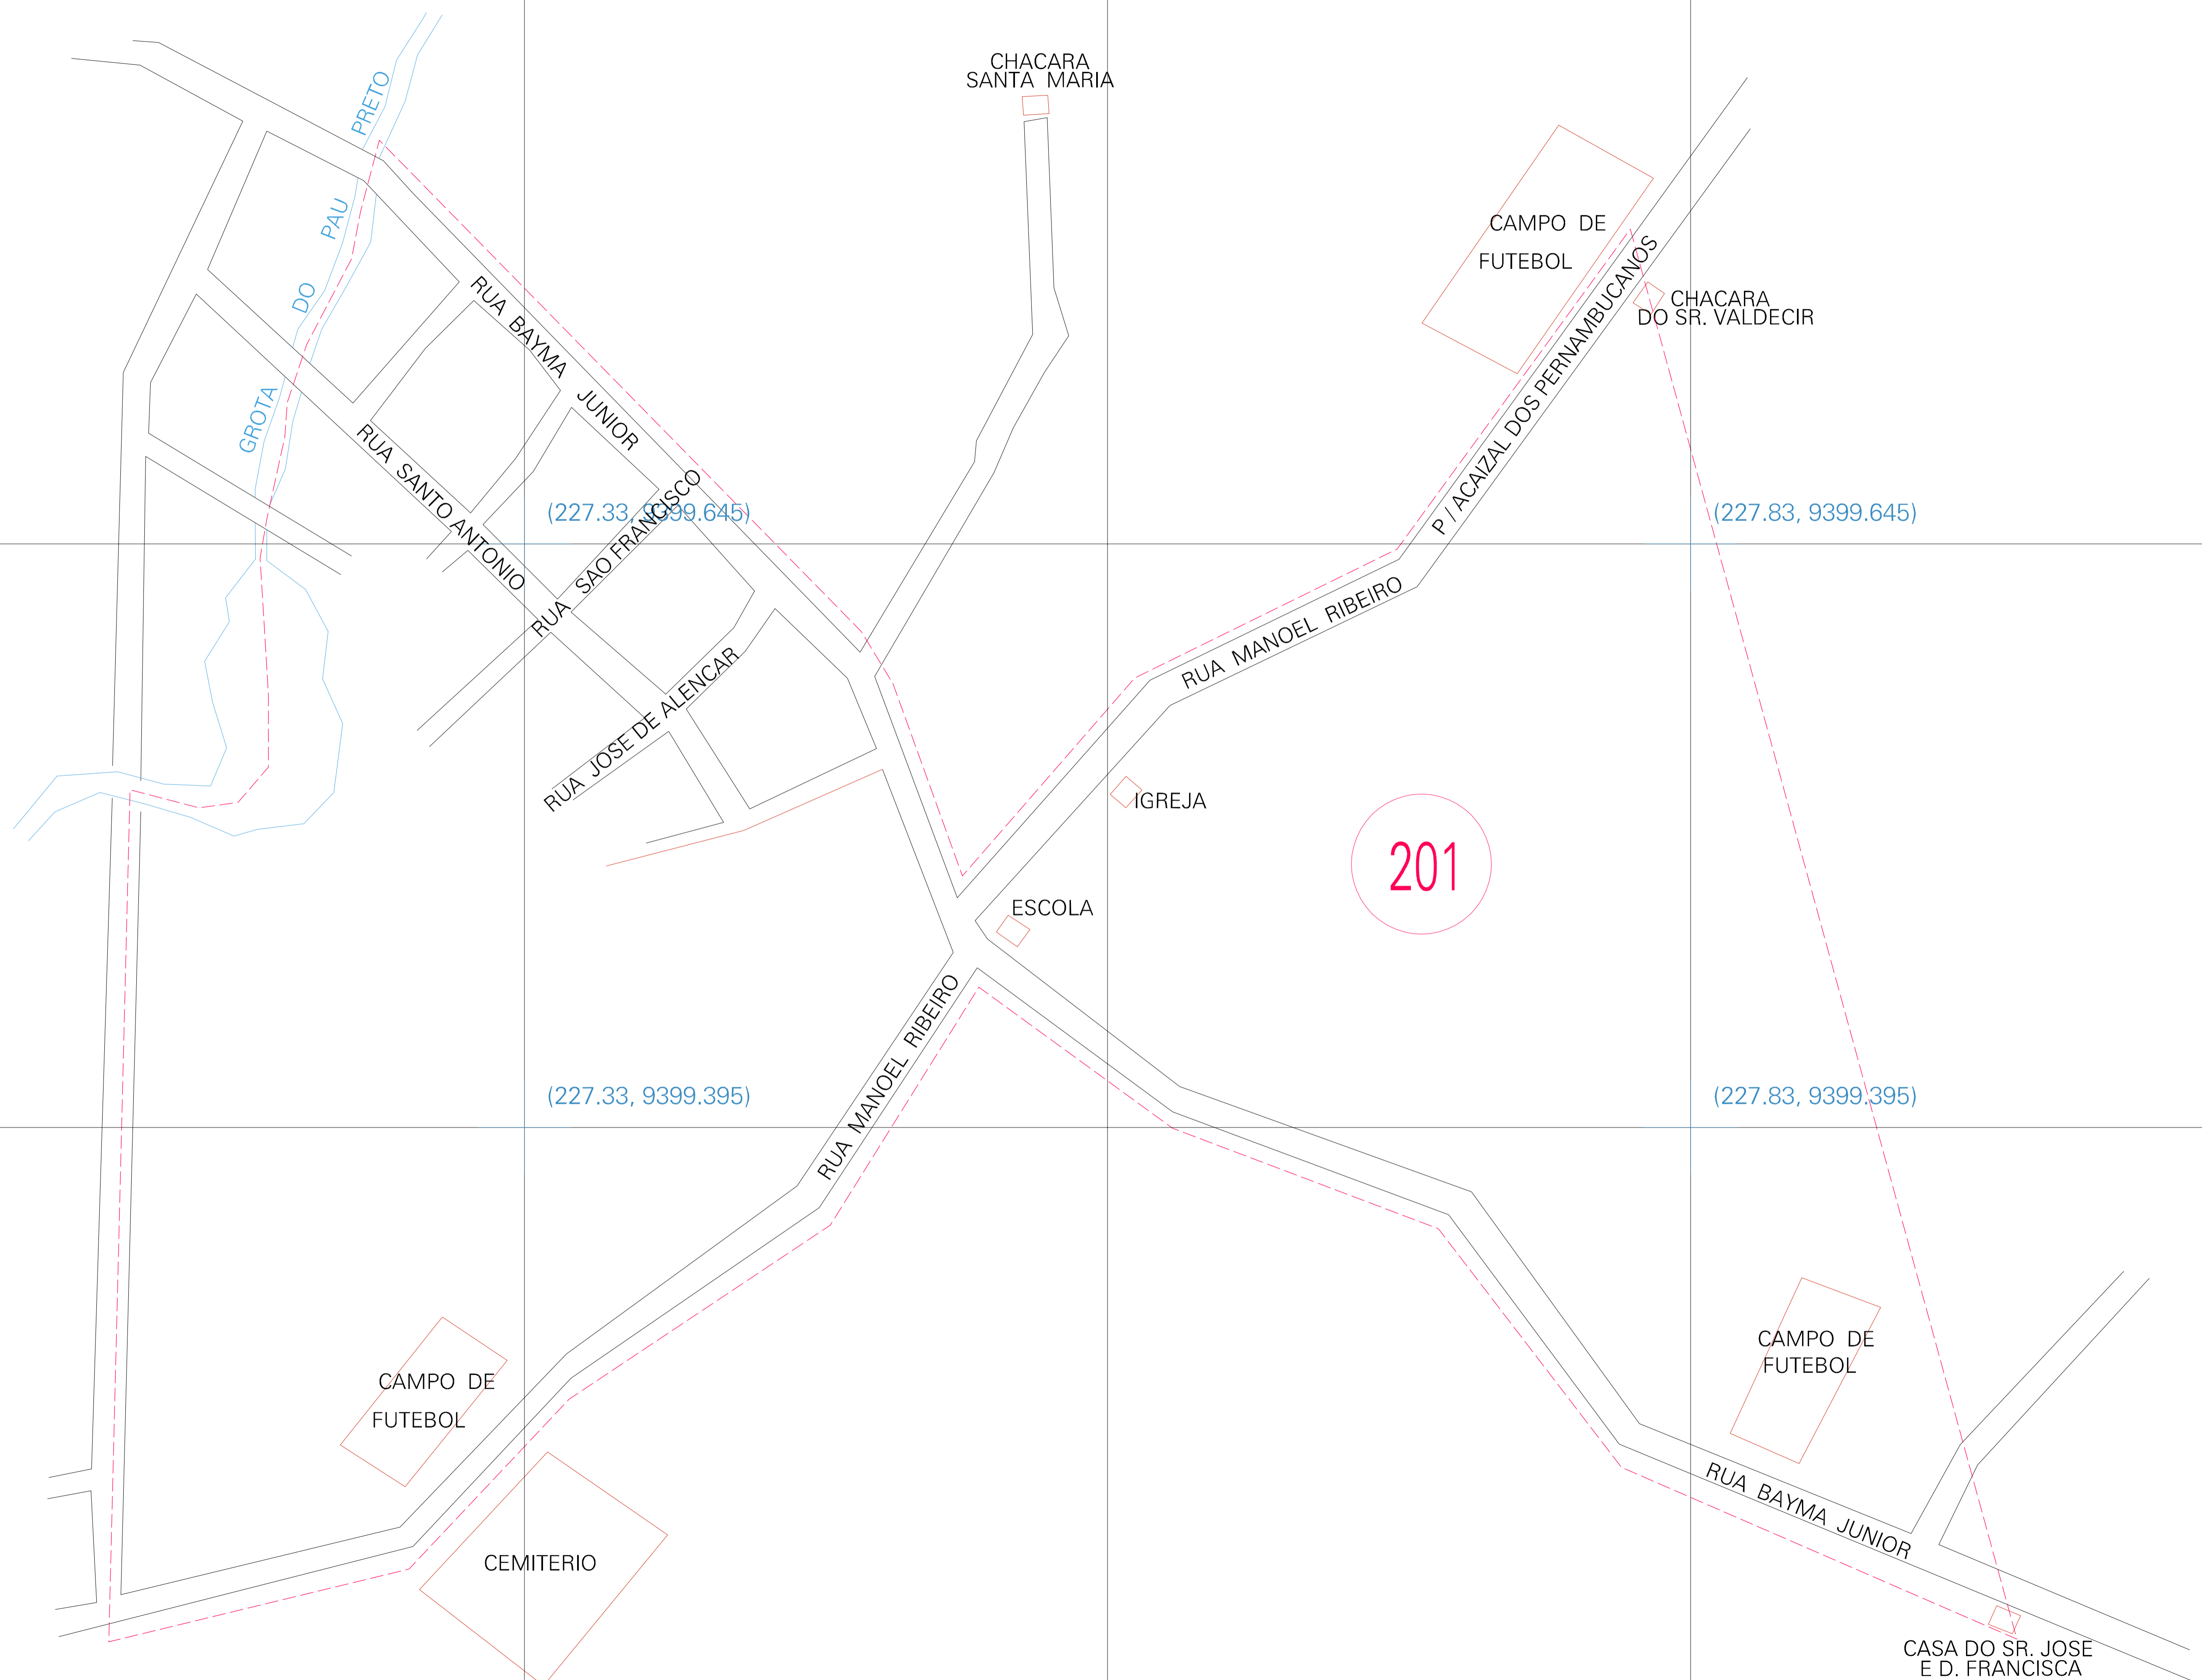 CHACARA
SANTA MARIA
PRETO
PAU
DO
GROTA
CAMPO DE
FUTEBOL
CHACARA
DO SR. VALDECIR
RUA BAYMA JUNIOR
P / ACAIZAL DOS PERNAMBUCANOS
RUA SANTO ANTONIO
(227.33, 9399.645)
(227.83, 9399.645)
RUA SAO FRANCISCO
RUA MANOEL RIBEIRO
RUA JOSE DE ALENCAR
IGREJA
201
ESCOLA
RUA MANOEL RIBEIRO
(227.33, 9399.395)
(227.83, 9399.395)
CAMPO DE
FUTEBOL
CAMPO DE
FUTEBOL
RUA BAYMA JUNIOR
CEMITERIO
CASA DO SR. JOSE
E D. FRANCISCA